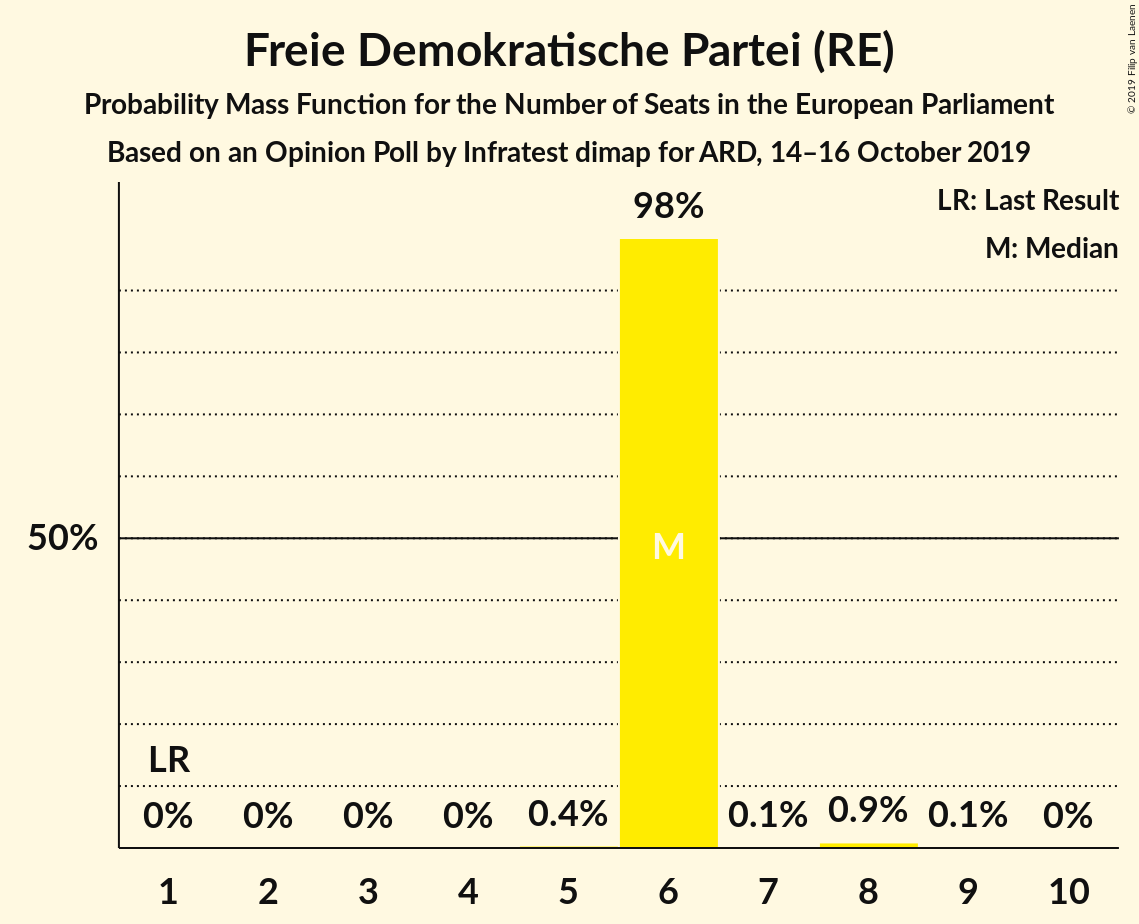 Freie Demokratische Partei (RE)
Probability Mass Function for the Number of Seats in the European Parliament
Based on an Opinion Poll by Infratest dimap for ARD, 14–16 October 2019
© 2019 Filip van Laenen
LR: Last Result
M: Median
98%
50%
M
LR
0% 0% 0% 0% 0.4% 0.1% 0.9% 0.1% 0%
1 2 3 4 5 6 7 8 9 10